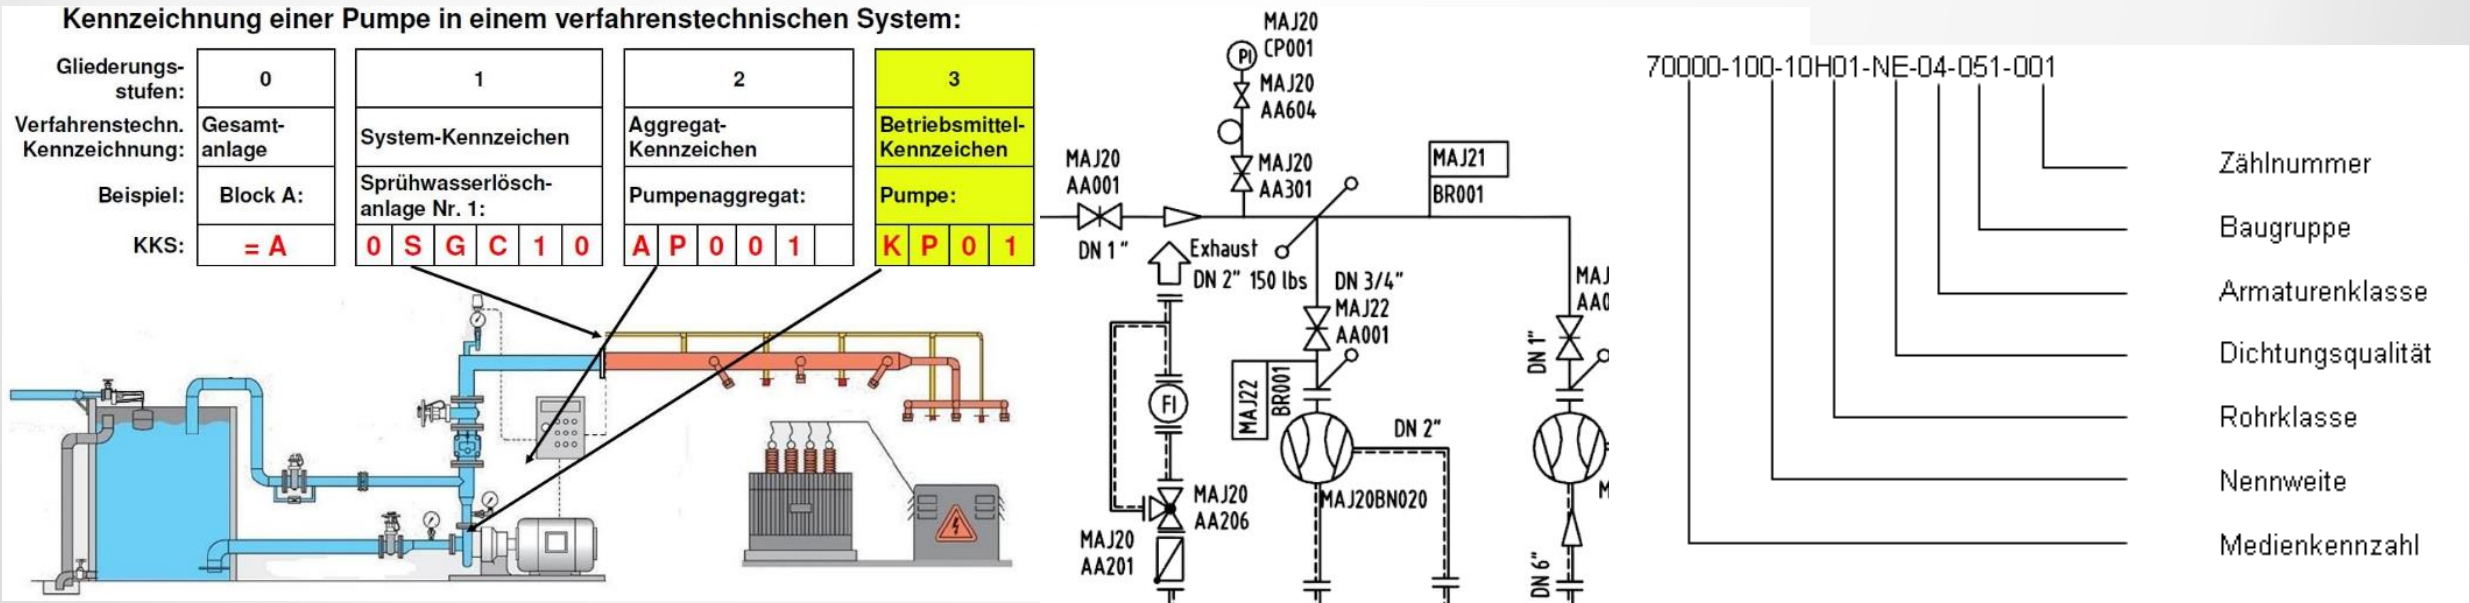 Kennzeichnung einer Pumpe in einem verfahrenstechnischen System:
Gliederungs-
stufen:
0
1
2
3
Verfahrenstechn.
Kennzeichnung:
Gesamt-
anlage
System-Kennzeichen
Aggregat-
Kennzeichen
Betriebsmittel-
Kennzeichen
Beispiel:
Block A:
Sprühwasserlösch-
anlage Nr. 1:
Pumpenaggregat:
Pumpe:
KKS:
= A
0 S G C 1 0
A P 0 0 1
K P 0 1
MAJ20
CP001
PI
MAJ20
AA604
MAJ20
AA301
MAJ20
AA001
DN 1"
MAJ21
BR001
Exhaust
DN 2" 150 lbs
DN 3/4"
MAJ22
AA001
MAJ22
BR001
FI
DN 2"
MAJ20BN020
MAJ20
AA206
MAJ20
AA201
DN 1"
DN 6"
70000-100-10H01-NE-04-051-001
Zählnummer
Baugruppe
Armaturenklasse
Dichtungsqualität
Rohrklasse
Nennweite
Medienkennzahl